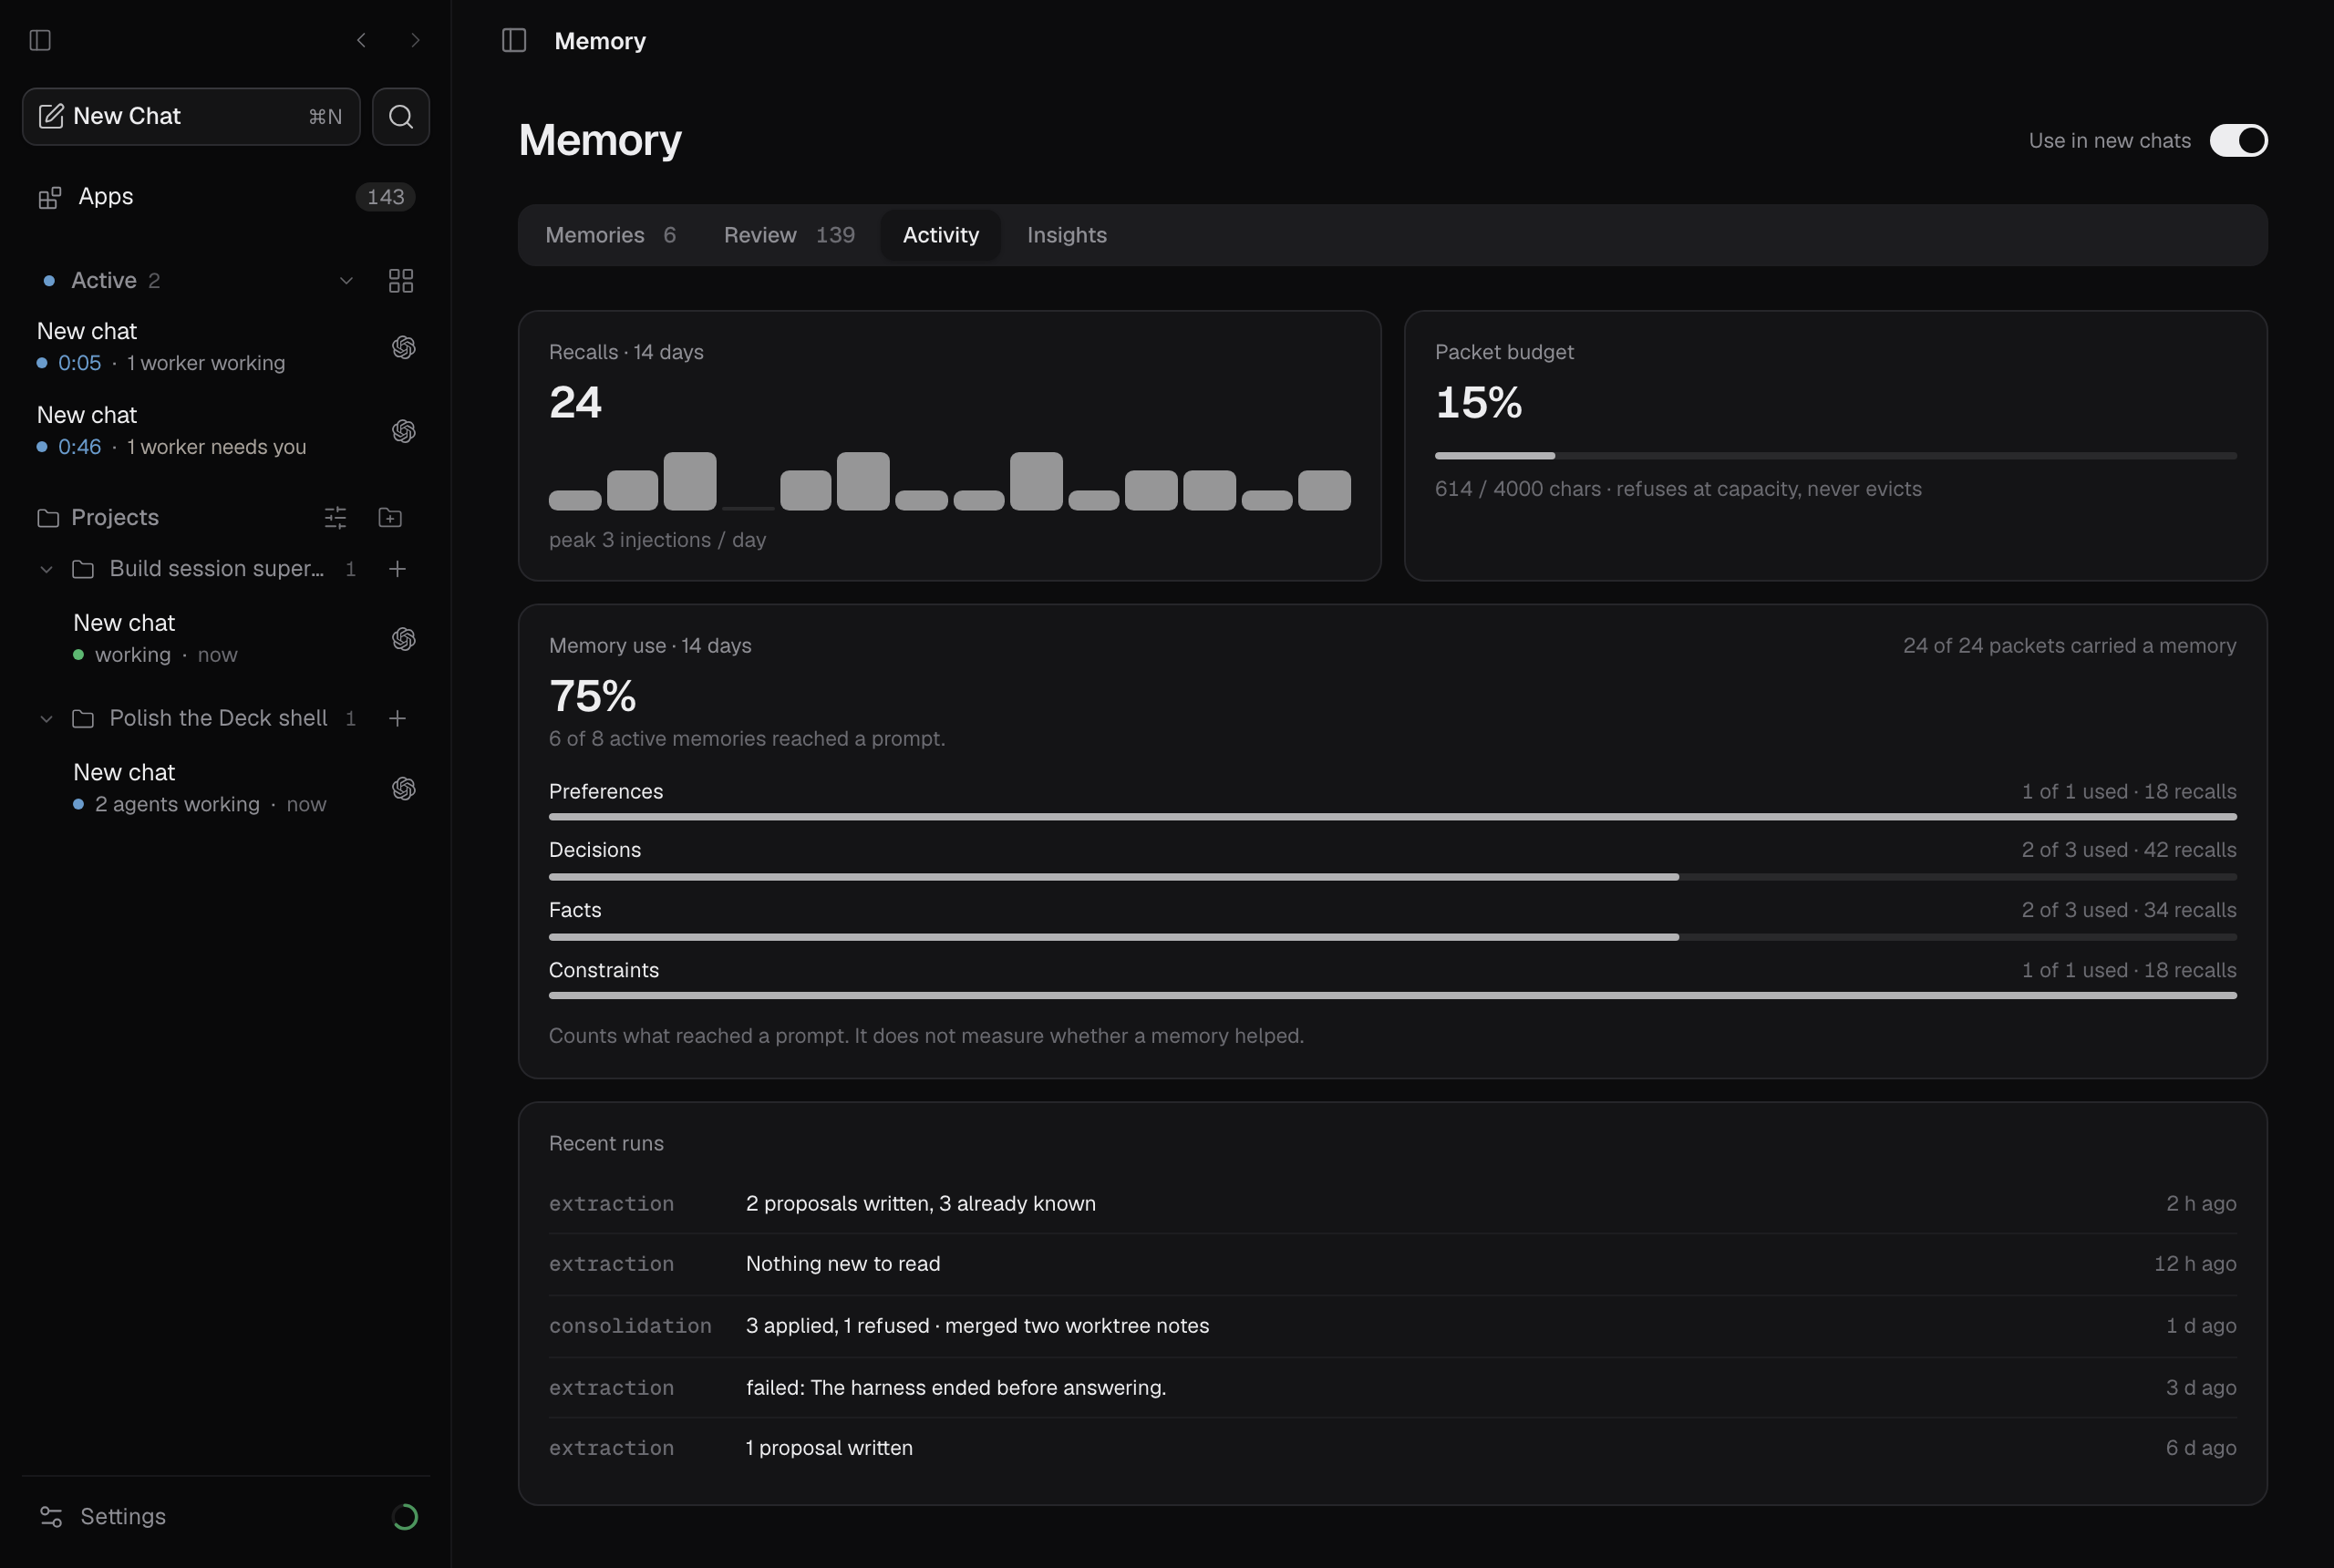 New Chat ⌘N
Apps 143
Active 2
New chat
0:05 · 1 worker working
New chat
0:46 · 1 worker needs you
Projects
Build session super... 1
New chat
working · now
Polish the Deck shell 1
New chat
2 agents working · now
Settings
Memory
Memory
Use in new chats
Memories 6 Review 139 Activity Insights
Recalls · 14 days
24
peak 3 injections / day
Packet budget
15%
614 / 4000 chars · refuses at capacity, never evicts
Memory use · 14 days 24 of 24 packets carried a memory
75%
6 of 8 active memories reached a prompt.
Preferences 1 of 1 used · 18 recalls
Decisions 2 of 3 used · 42 recalls
Facts 2 of 3 used · 34 recalls
Constraints 1 of 1 used · 18 recalls
Counts what reached a prompt. It does not measure whether a memory helped.
Recent runs
extraction 2 proposals written, 3 already known 2 h ago
extraction Nothing new to read 12 h ago
consolidation 3 applied, 1 refused · merged two worktree notes 1 d ago
extraction failed: The harness ended before answering. 3 d ago
extraction 1 proposal written 6 d ago